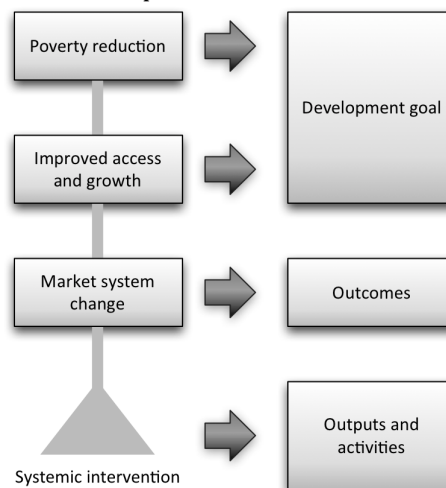 Poverty reduction
Development goal
Improved access
and growth
Market system
change
Outcomes
Outputs and
activities
Systemic intervention